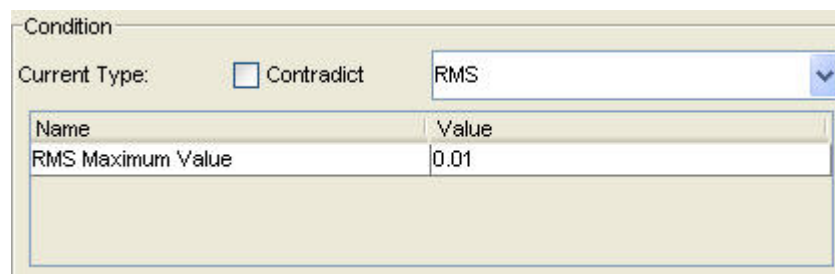 Condition
Current Type: Contradict RMS
Name Value
RMS Maximum Value 0.01